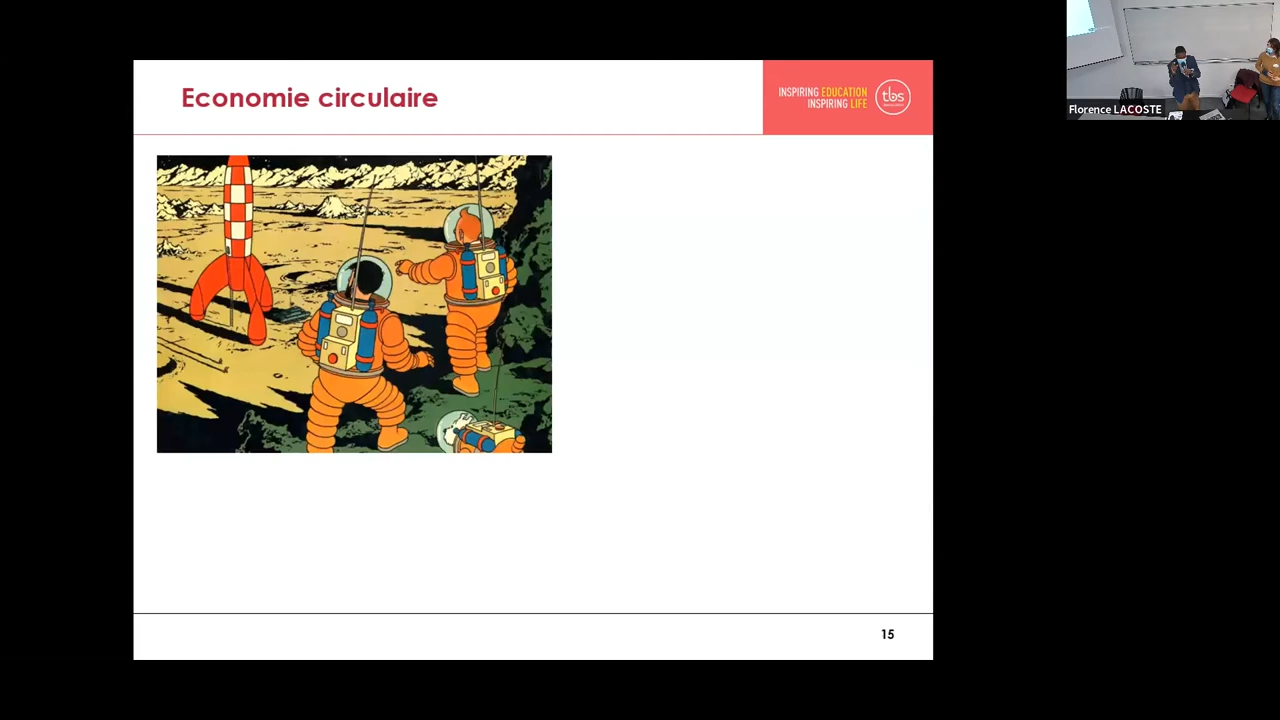 Economie circulaire
INSPIRING EDUCATION
INSPIRING LIFE
tbs
Florence LACOSTE
15